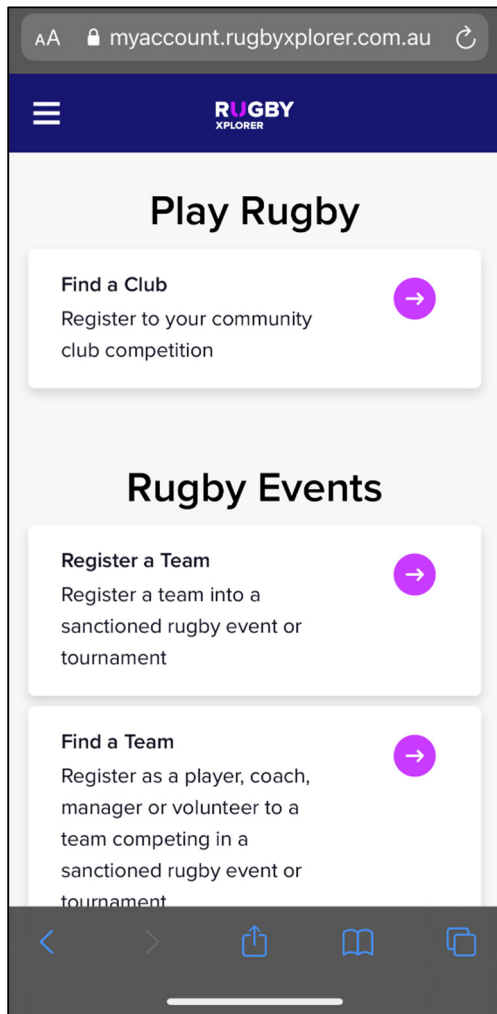 AA myaccount.rugbyxplorer.com.au
RUGBY
XPLORER
Play Rugby
Find a Club
Register to your community
club competition
Rugby Events
Register a Team
Register a team into a
sanctioned rugby event or
tournament
Find a Team
Register as a player, coach,
manager or volunteer to a
team competing in a
sanctioned rugby event or
tournament